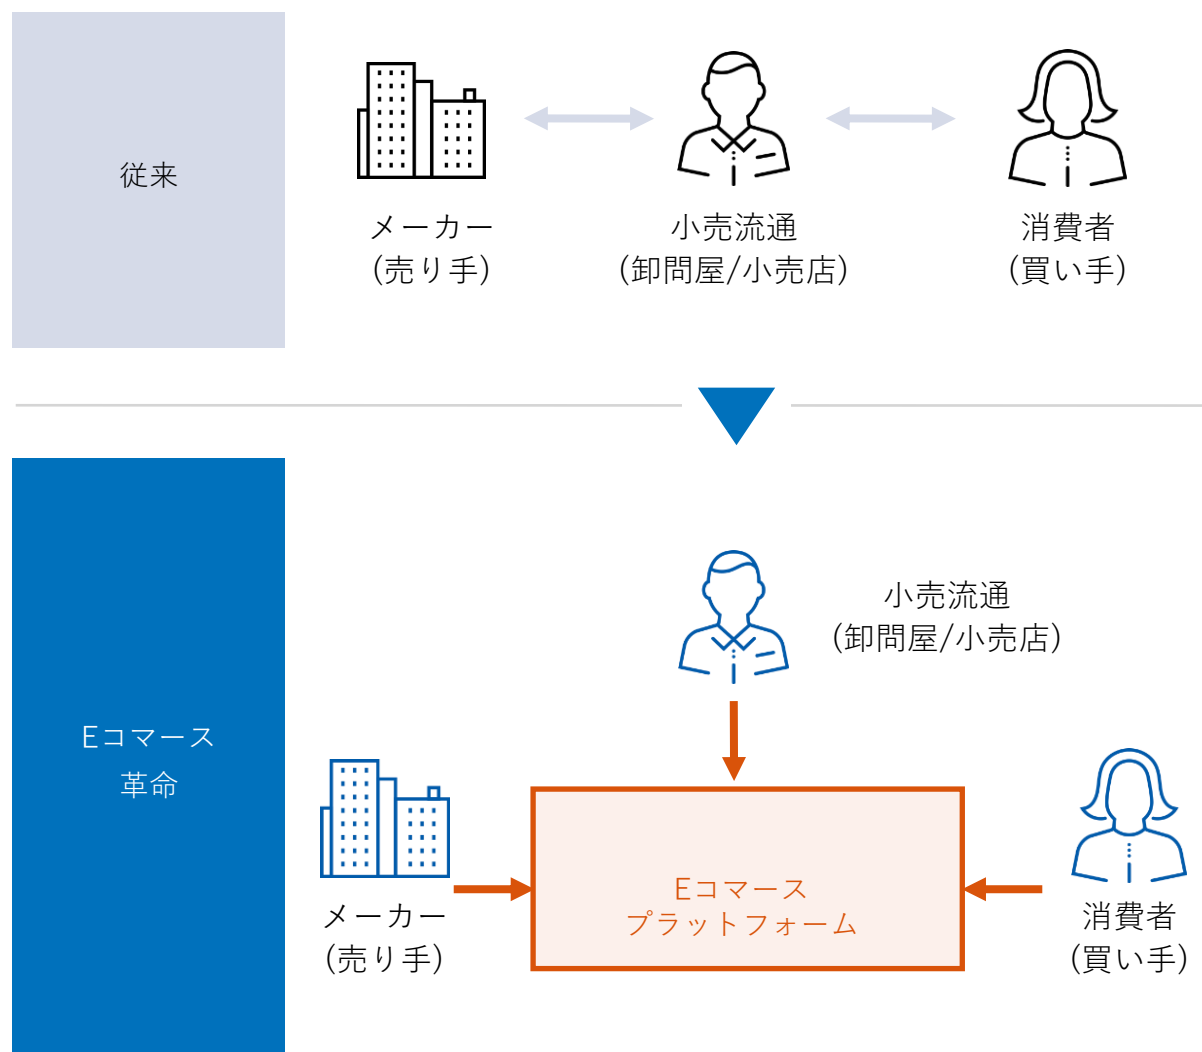 従来
メーカー
(売り手)
小売流通
(卸問屋/小売店)
消費者
(買い手)
Eコマース
革命
小売流通
(卸問屋/小売店)
メーカー
(売り手)
Eコマース
プラットフォーム
消費者
(買い手)